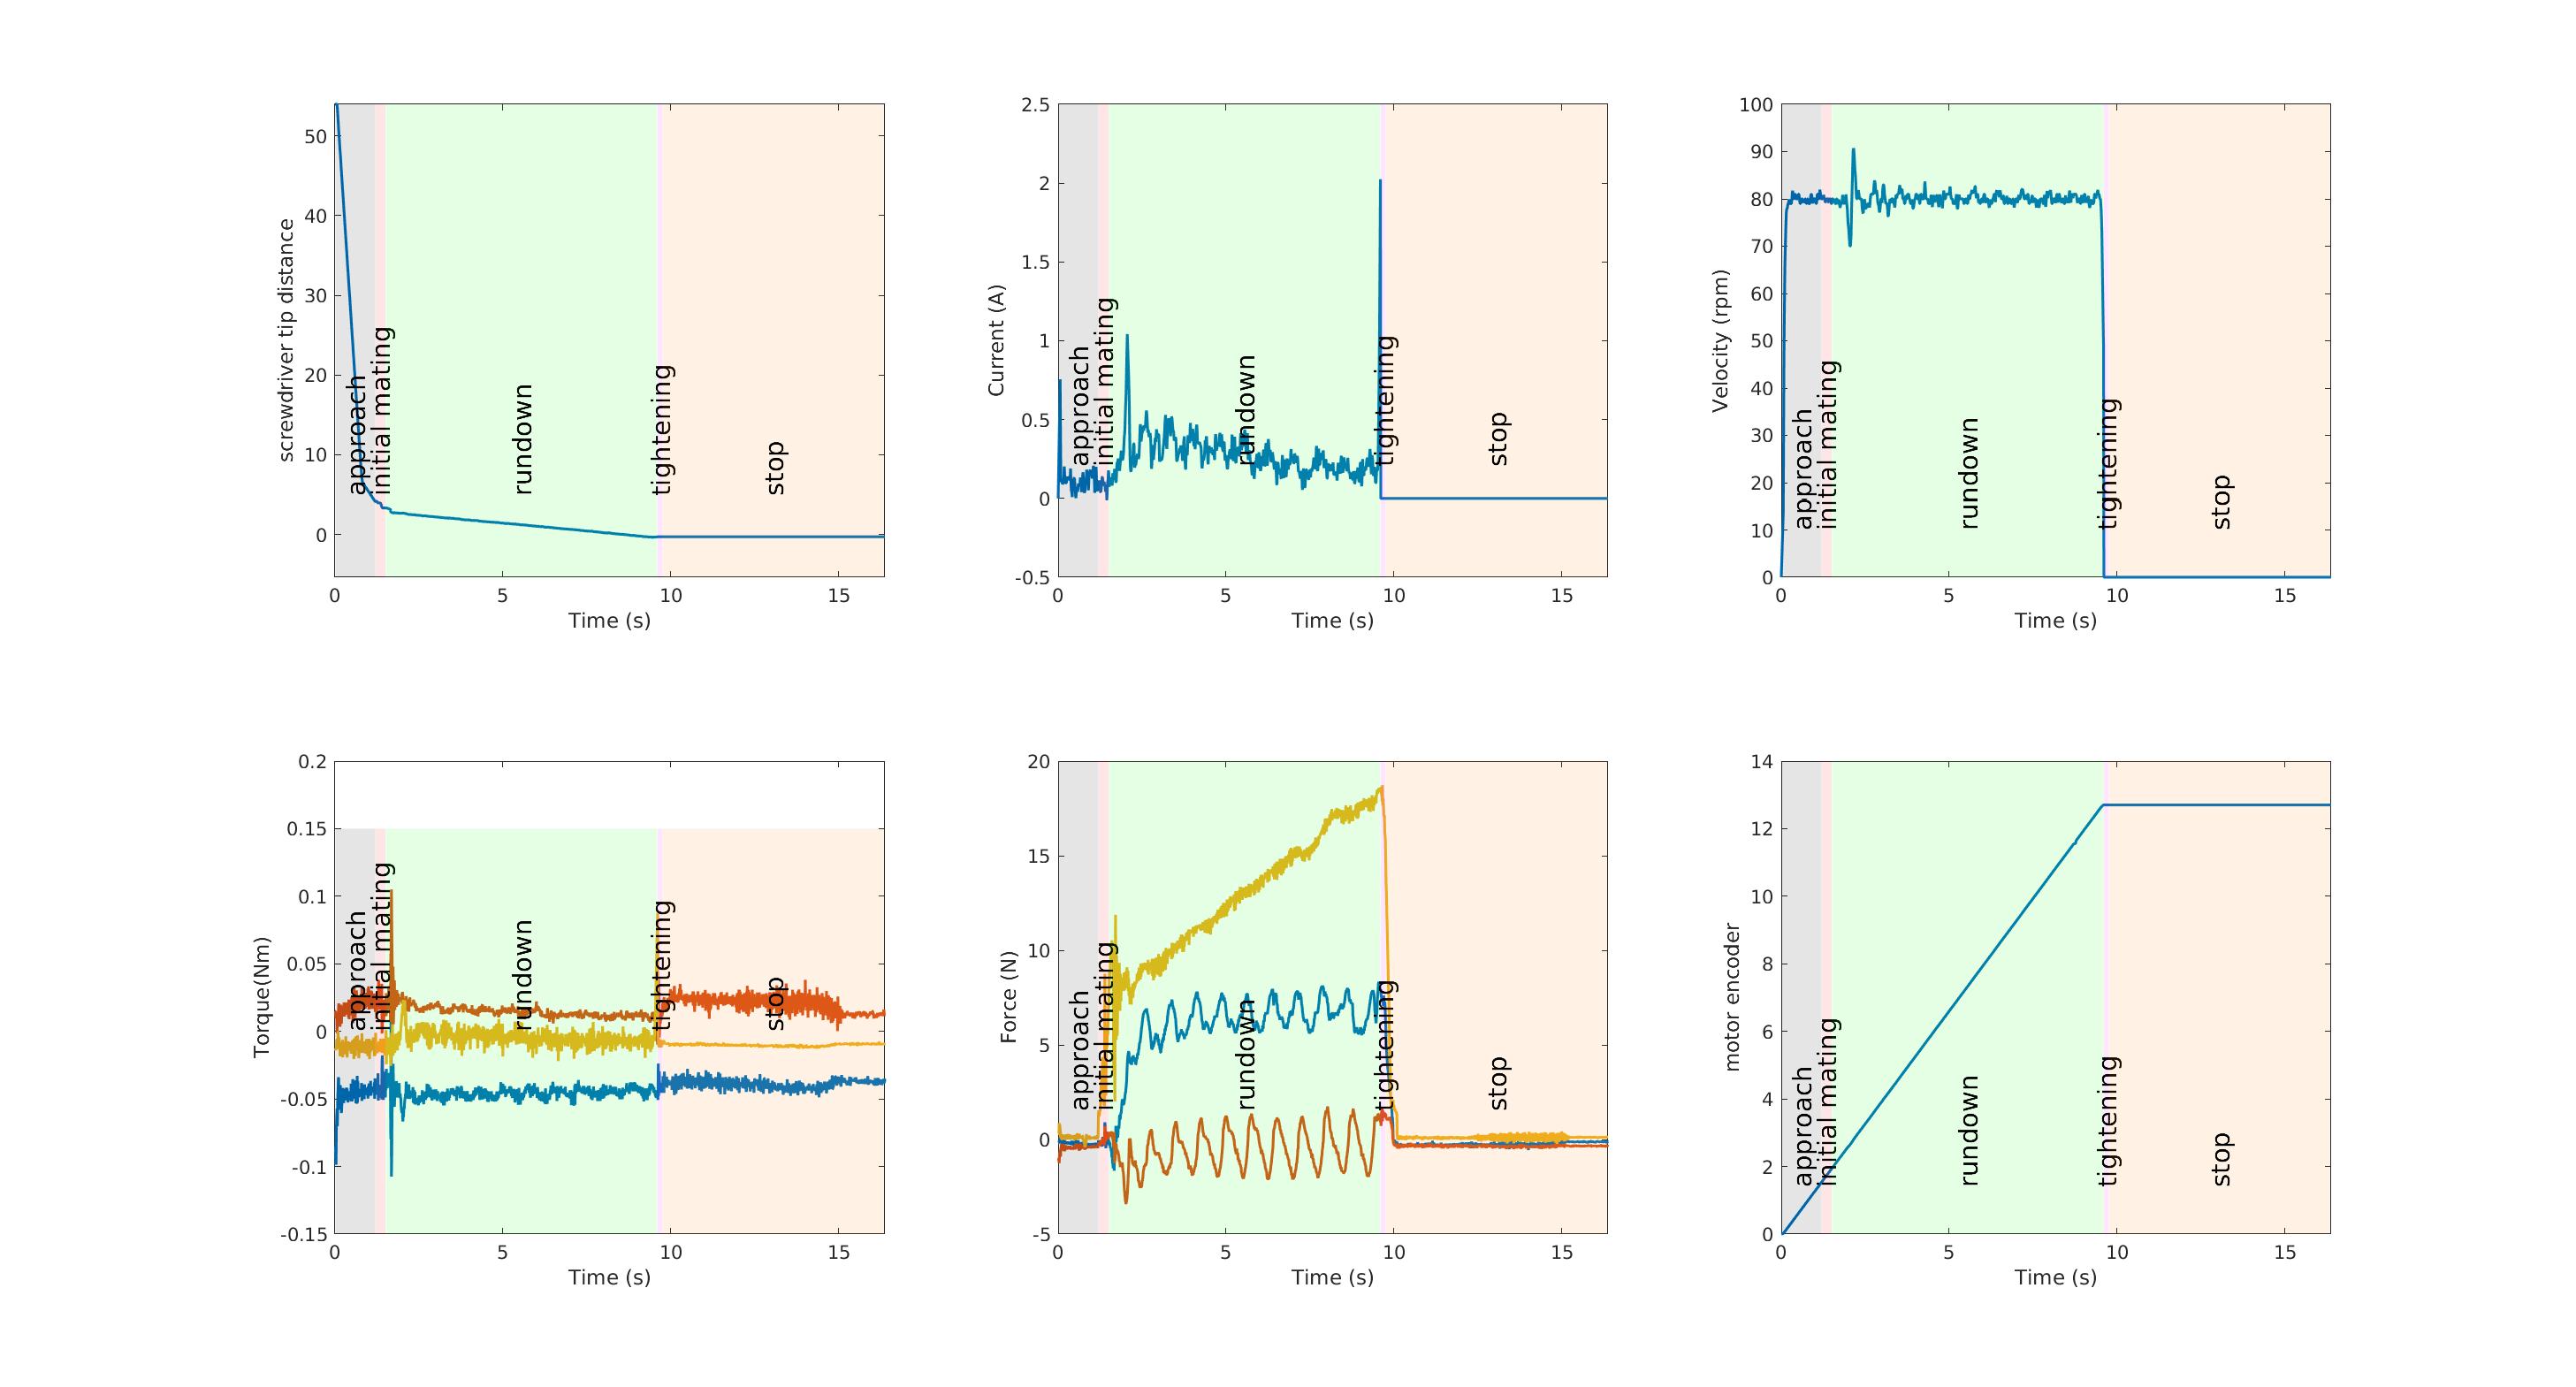 screwdriver tip distance
50
40
30
20
10
0
approach
initial mating
rundown
tightening
stop
0 5 10 15
Time (s)
Current (A)
2.5
2
1.5
1
0.5
0
-0.5
approach
initial mating
rundown
tightening
stop
0 5 10 15
Time (s)
Velocity (rpm)
100
90
80
70
60
50
40
30
20
10
0
approach
initial mating
rundown
tightening
stop
0 5 10 15
Time (s)
Torque(Nm)
0.2
0.15
0.1
0.05
0
-0.05
-0.1
-0.15
approach
initial mating
rundown
tightening
stop
0 5 10 15
Time (s)
Force (N)
20
15
10
5
0
-5
approach
initial mating
rundown
tightening
stop
0 5 10 15
Time (s)
motor encoder
14
12
10
8
6
4
2
0
approach
initial mating
rundown
tightening
stop
0 5 10 15
Time (s)